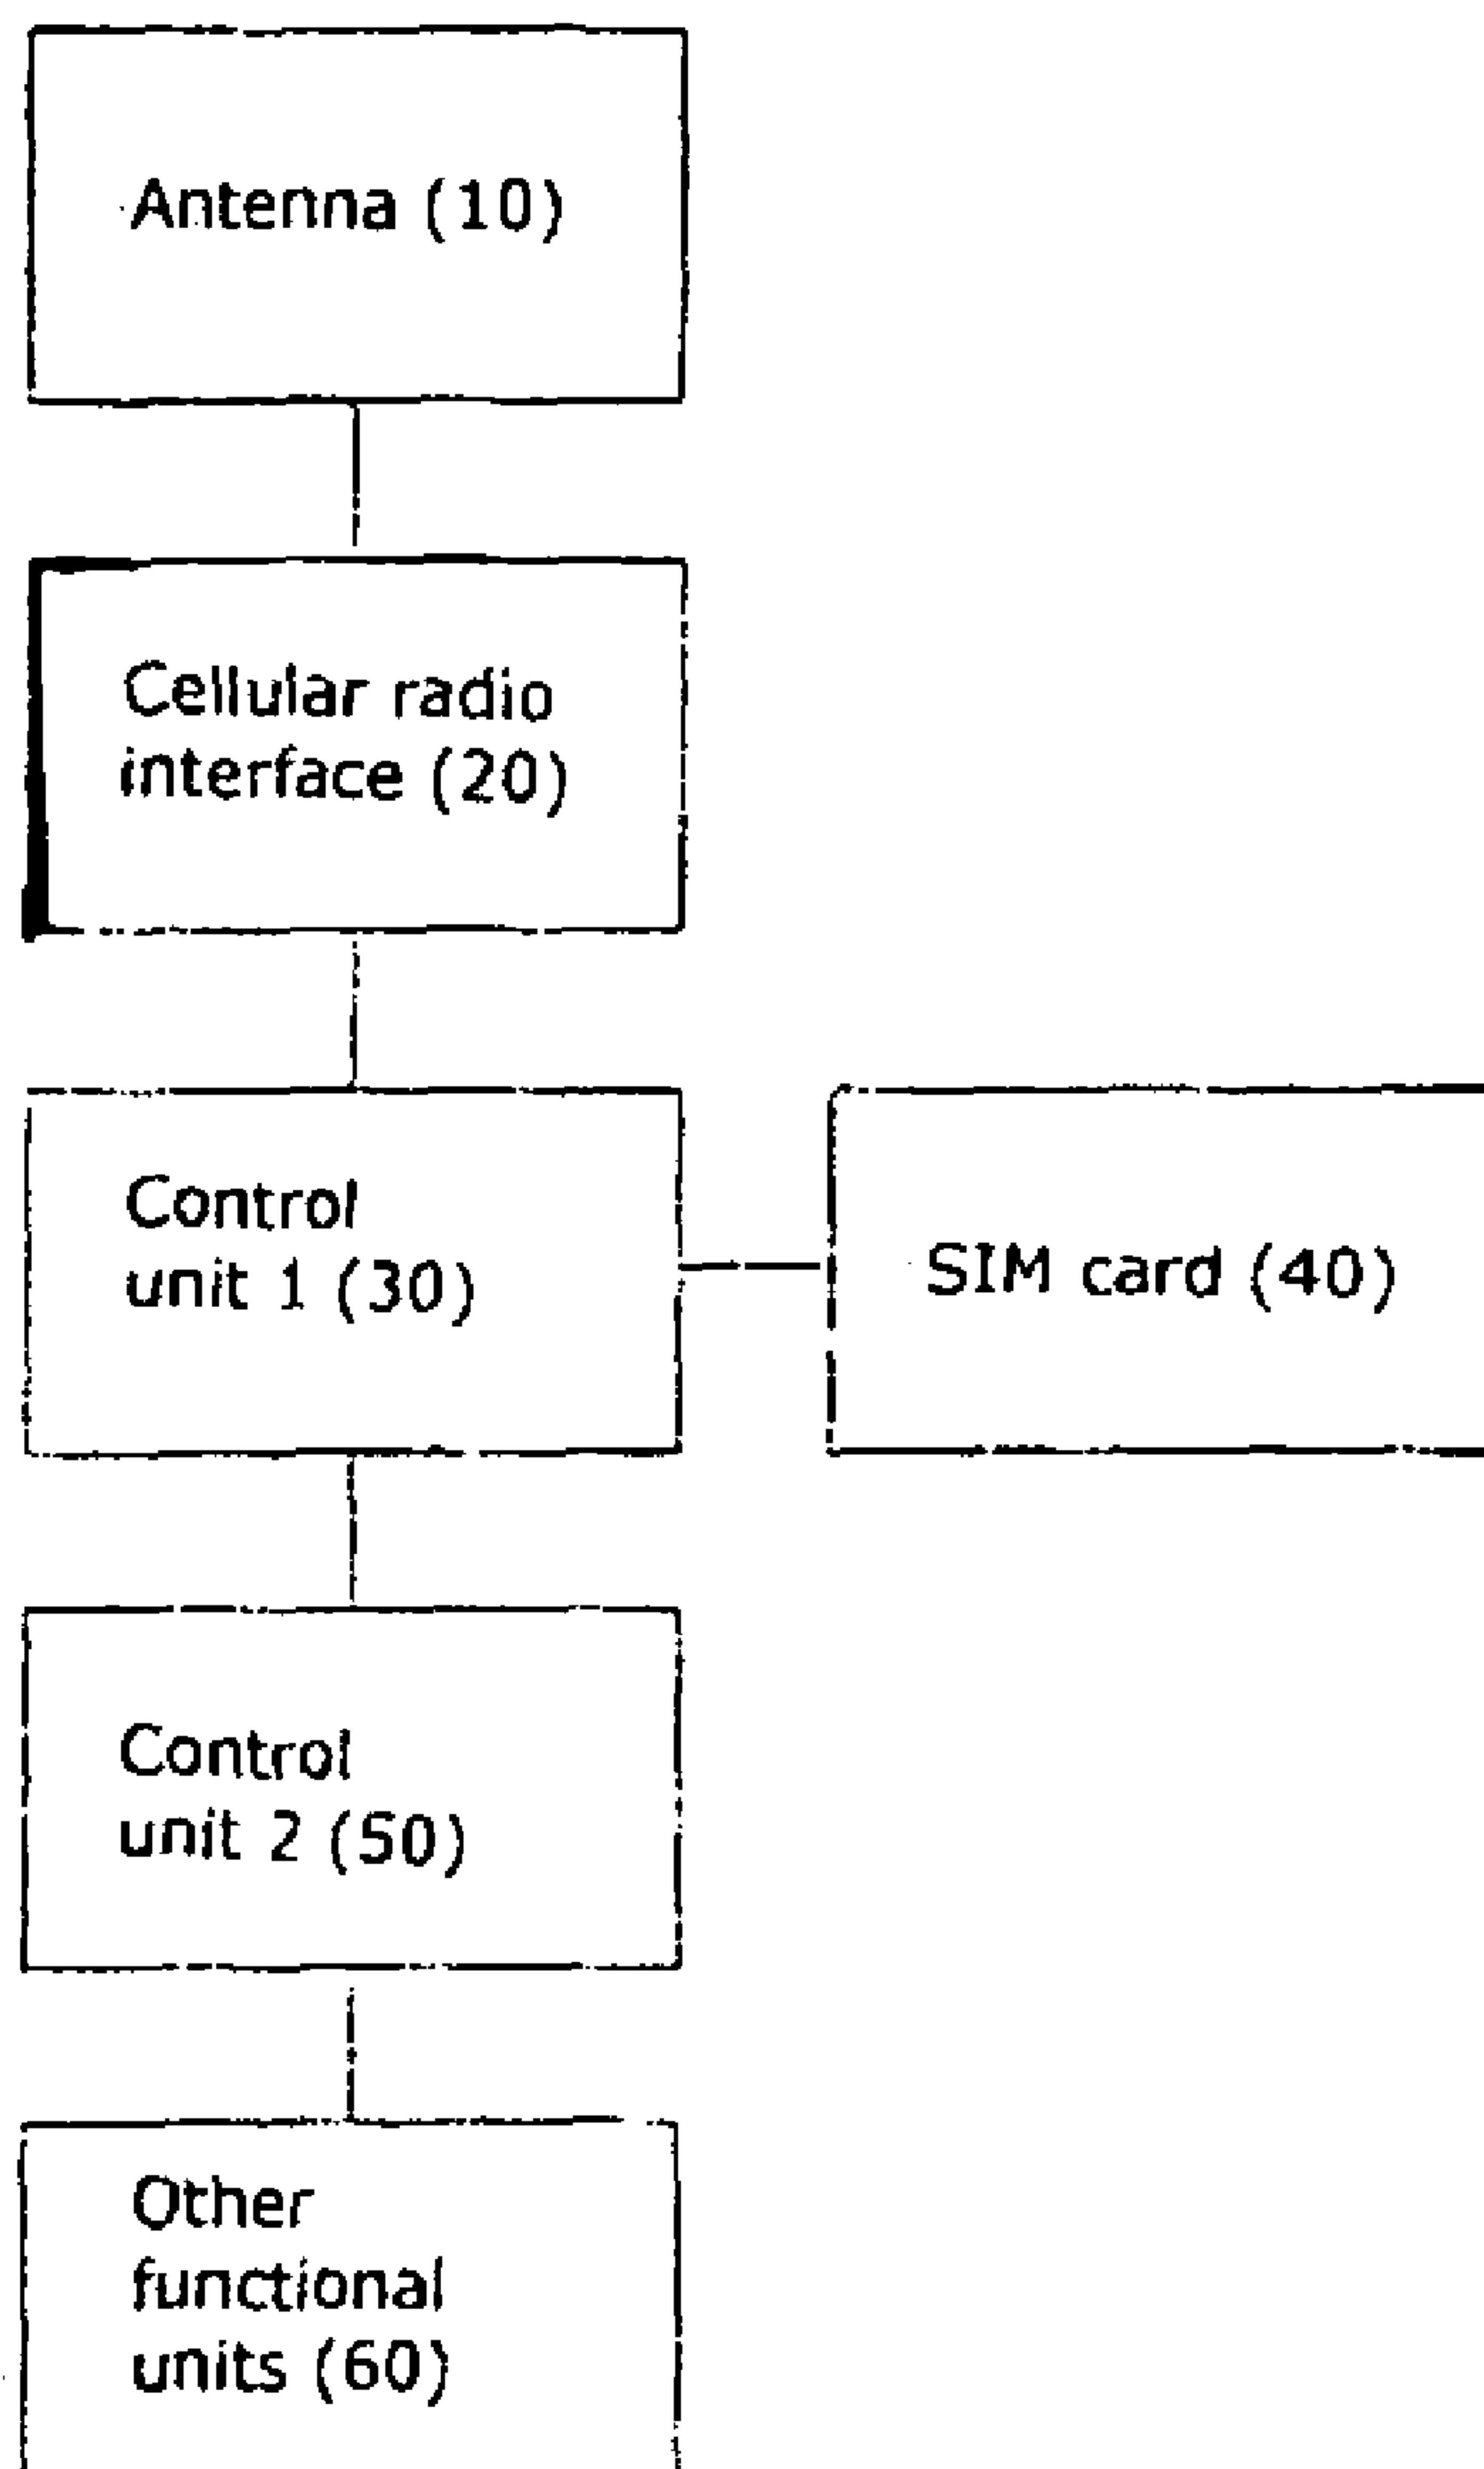 Antenna (10)
Cellular radio
interface (20)
Control
unit 1 (30)
SIM card (40)
Control
unit 2 (50)
Other
functional
units (60)